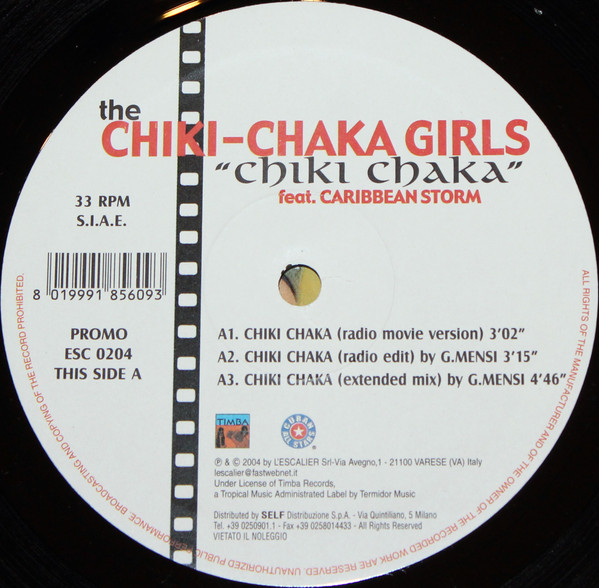 the
CHIKI-CHAKA GIRLS
"chiki chaka"
feat. CARIBBEAN STORM
33 RPM
S.I.A.E.
8 019991 856093
PROMO
ESC 0204
THIS SIDE A
A1. CHIKI CHAKA (radio movie version) 3'02"
A2. CHIKI CHAKA (radio edit) by G.MENSI 3'15"
A3. CHIKI CHAKA (extended mix) by G.MENSI 4'46"
TIMBA
CUBAN
ALL STARS
℗ & © 2004 by L'ESCALIER Srl-Via Avegno,1 - 21100 VARESE (VA) Italy
lescalier@fastwebnet.it
Under License of Timba Records,
a Tropical Music Administrated Label by Termidor Music
Distributed by SELF Distribuzione S.p.A. - Via Quintiliano, 5 Milano
Tel. +39 0250901.1 - Fax +39 0258014433 - All Rights Reserved
VIETATO IL NOLEGGIO
ALL RIGHTS OF THE MANUFACTURER AND OF THE OWNER OF THE RECORDED WORK ARE RESERVED. UNAUTHORIZED PUBLIC PERFORMANCE, BROADCASTING AND COPYING OF THE RECORD PROHIBITED.